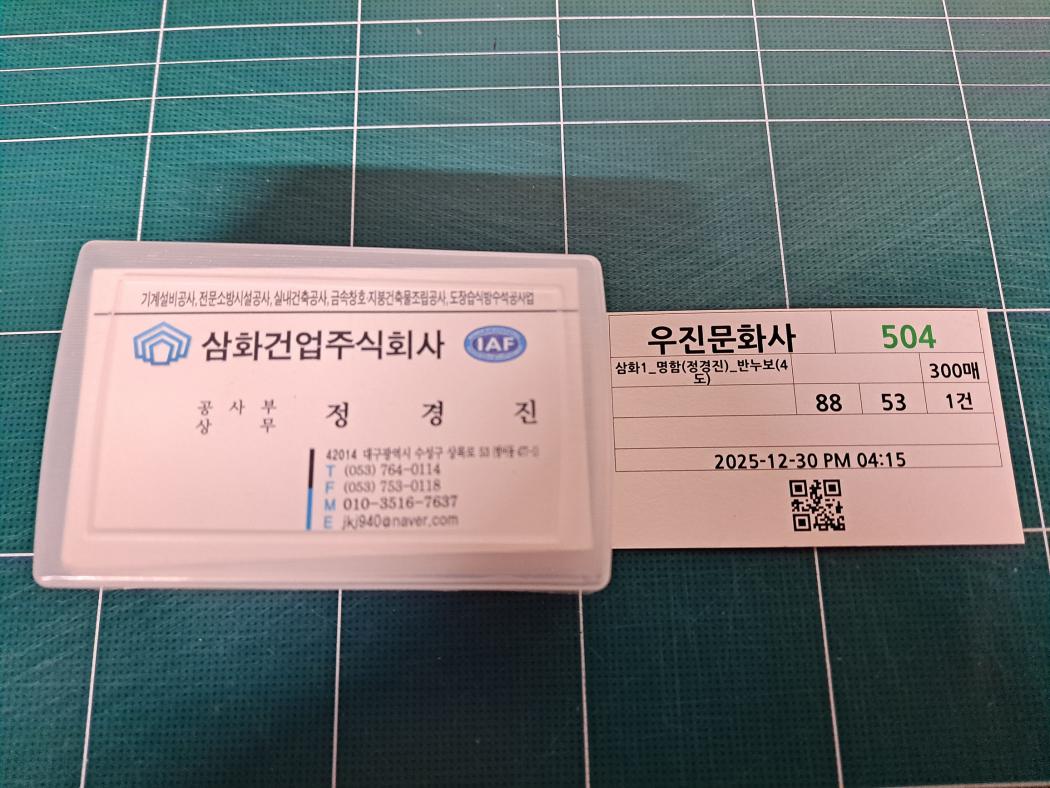 기계설비공사, 전문소방시설공사, 실내건축공사, 금속창호·지붕건축물조립공사, 도장습식방수석공사업
삼화건업주식회사 IAF
공사부
상무
정경진
42014 대구광역시 수성구 상록로 53
T (053) 764-0114
F (053) 753-0118
M 010-3516-7637
E jkj940@naver.com
우진문화사 504
삼화1_명함(정경진)_반누보(4
도)
300매
88 53 1건
2025-12-30 PM 04:15